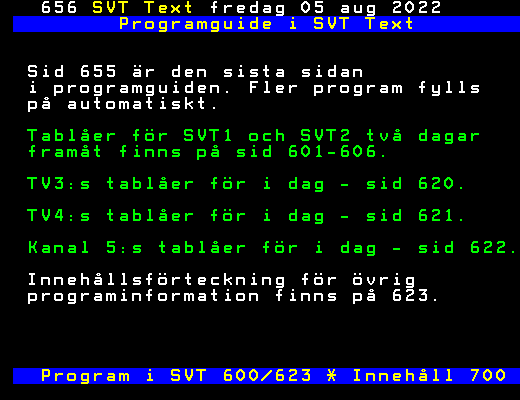 656 SVT Text fredag 05 aug 2022
Programguide i SVT Text
Sid 655 är den sista sidan
i programguiden. Fler program fylls
på automatiskt.
Tablåer för SVT1 och SVT2 två dagar
framåt finns på sid 601-606.
TV3:s tablåer för i dag - sid 620.
TV4:s tablåer för i dag - sid 621.
Kanal 5:s tablåer för i dag - sid 622.
Innehållsförteckning för övrig
programinformation finns på 623.
Program i SVT 600/623 * Innehåll 700